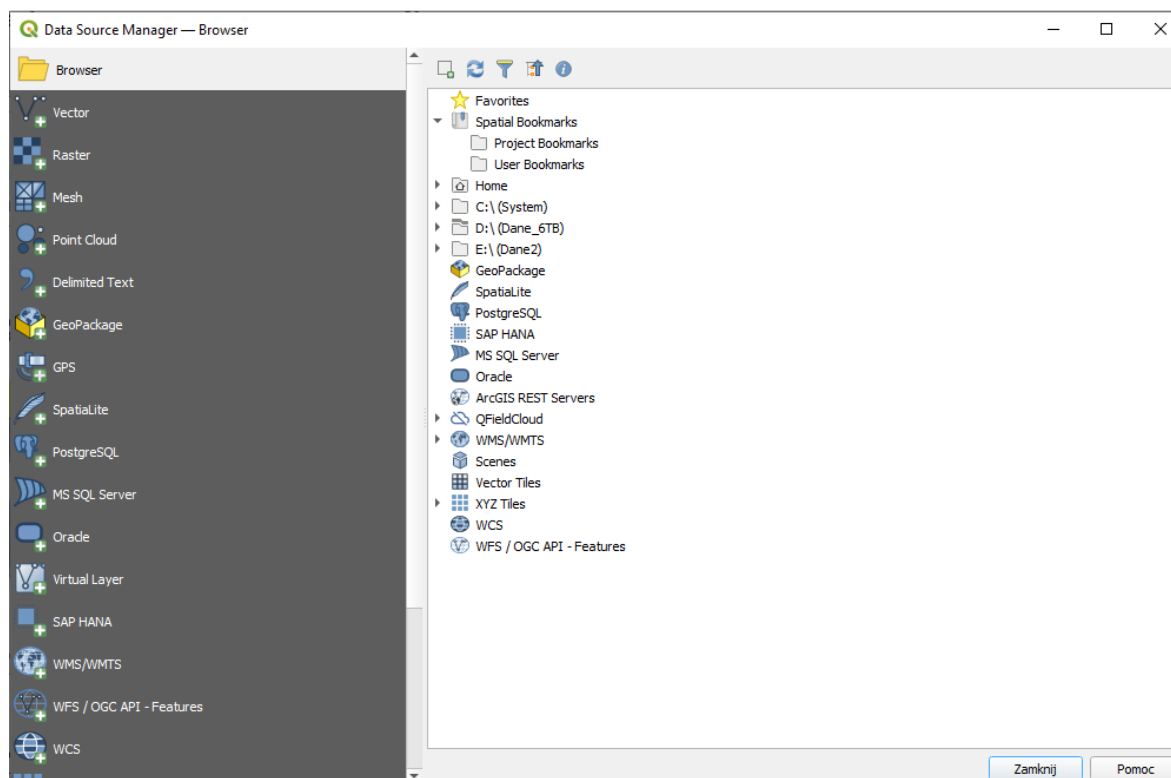 Data Source Manager — Browser
Browser
Vector
Raster
Mesh
Point Cloud
Delimited Text
GeoPackage
GPS
SpatiaLite
PostgreSQL
MS SQL Server
Oracle
Virtual Layer
SAP HANA
WMS/WMTS
WFS / OGC API - Features
WCS
Favorites
Spatial Bookmarks
Project Bookmarks
User Bookmarks
Home
C:\ (System)
D:\ (Dane_6TB)
E:\ (Dane2)
GeoPackage
SpatiaLite
PostgreSQL
SAP HANA
MS SQL Server
Oracle
ArcGIS REST Servers
QFieldCloud
WMS/WMTS
Scenes
Vector Tiles
XYZ Tiles
WCS
WFS / OGC API - Features
Zamknij Pomoc